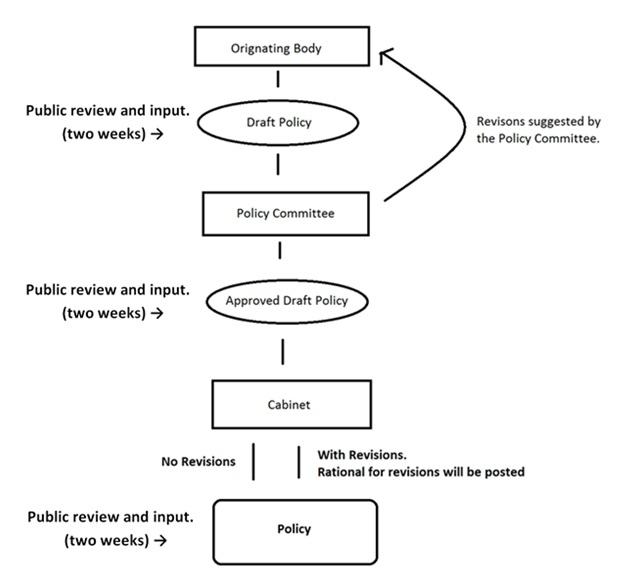 Orignating Body
Public review and input.
(two weeks) →
Draft Policy
Revisons suggested by
the Policy Committee.
Policy Committee
Public review and input.
(two weeks) →
Approved Draft Policy
Cabinet
No Revisions
With Revisions.
Rational for revisions will be posted
Public review and input.
(two weeks) →
Policy